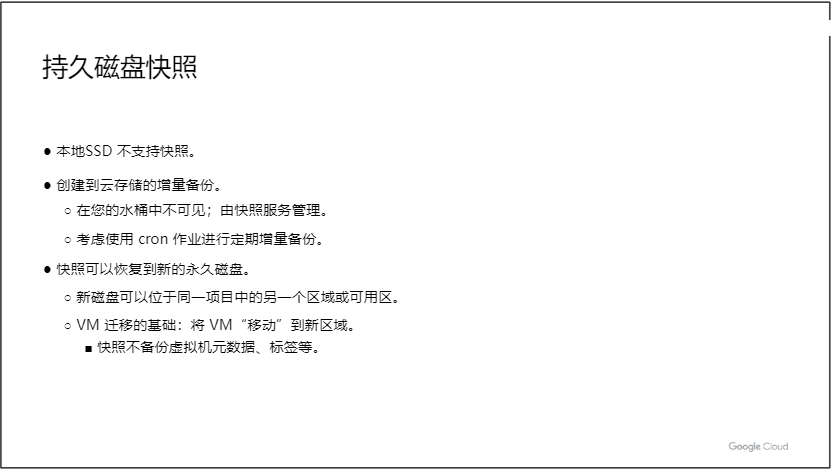 持久磁盘快照
● 本地SSD 不支持快照。
● 创建到云存储的增量备份。
○ 在您的水桶中不可见；由快照服务管理。
○ 考虑使用 cron 作业进行定期增量备份。
● 快照可以恢复到新的永久磁盘。
○ 新磁盘可以位于同一项目中的另一个区域或可用区。
○ VM 迁移的基础：将 VM“移动”到新区域。
■ 快照不备份虚拟机元数据、标签等。
Google Cloud